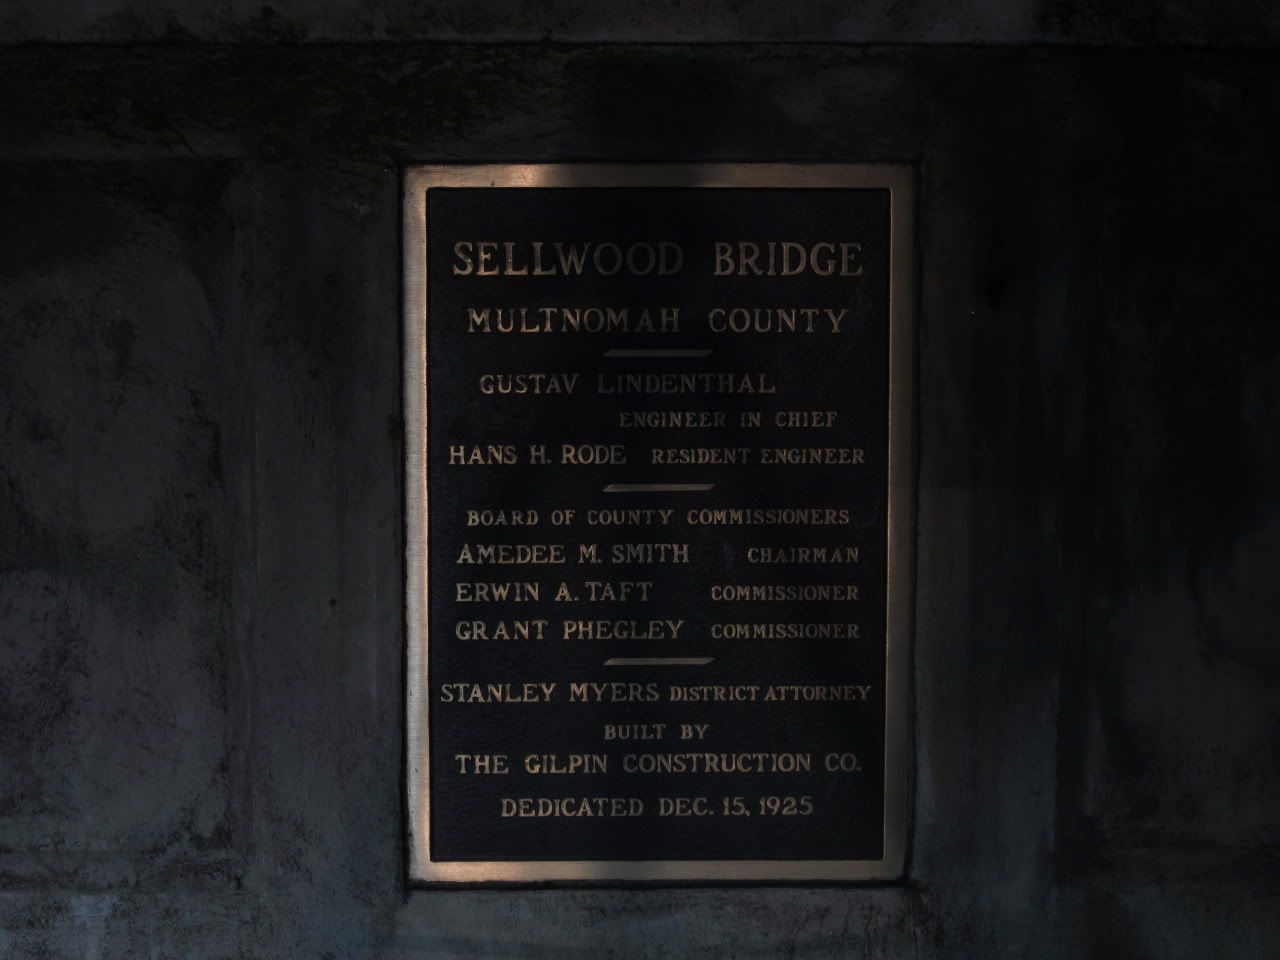 SELLWOOD BRIDGE
MULTNOMAH COUNTY
GUSTAV LINDENTHAL
ENGINEER IN CHIEF
HANS H. RODE RESIDENT ENGINEER
BOARD OF COUNTY COMMISSIONERS
AMEDEE M. SMITH CHAIRMAN
ERWIN A. TAFT COMMISSIONER
GRANT PHEGLEY COMMISSIONER
STANLEY MYERS DISTRICT ATTORNEY
BUILT BY
THE GILPIN CONSTRUCTION CO.
DEDICATED DEC. 15, 1925